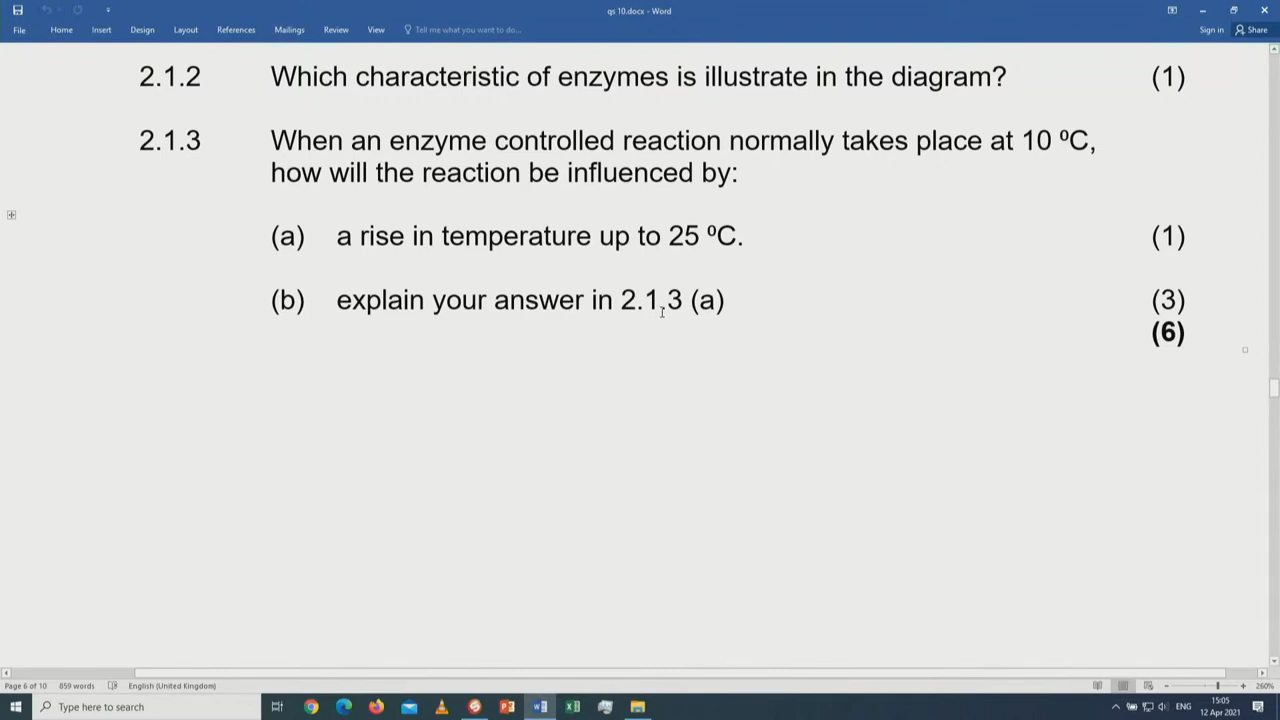 qs 10.docx - Word
File Home Insert Design Layout References Mailings Review View Tell me what you want to do... Sign in Share
2.1.2 Which characteristic of enzymes is illustrate in the diagram? (1)
2.1.3 When an enzyme controlled reaction normally takes place at 10 ºC,
how will the reaction be influenced by:
(a) a rise in temperature up to 25 ºC. (1)
(b) explain your answer in 2.1.3 (a) (3)
(6)
Page 6 of 10 859 words English (United Kingdom) 260%
Type here to search ENG 15:05
12 Apr 2021